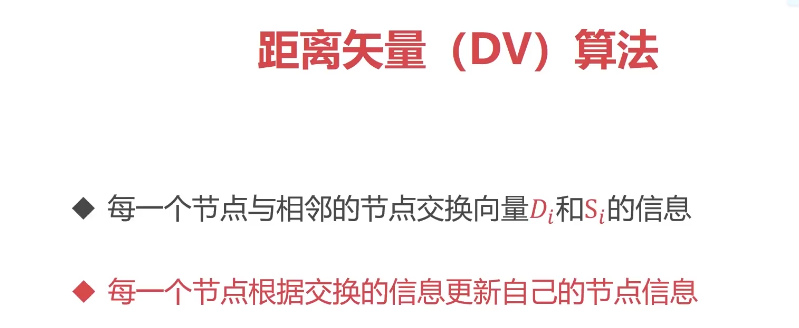 距离矢量（DV）算法
◆ 每一个节点与相邻的节点交换向量Dᵢ和Sᵢ的信息
◆ 每一个节点根据交换的信息更新自己的节点信息